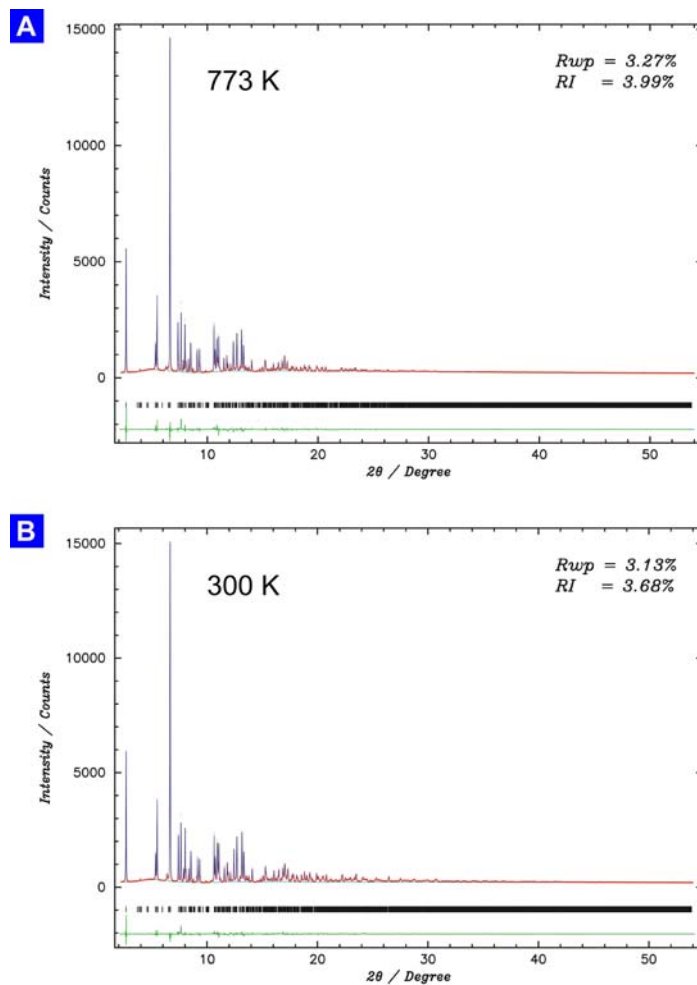 A
15000
773 K
Rwp = 3.27%
RI = 3.99%
10000
Intensity / Counts
5000
0
10 20 30 40 50
2θ / Degree
B
15000
300 K
Rwp = 3.13%
RI = 3.68%
10000
Intensity / Counts
5000
0
10 20 30 40 50
2θ / Degree